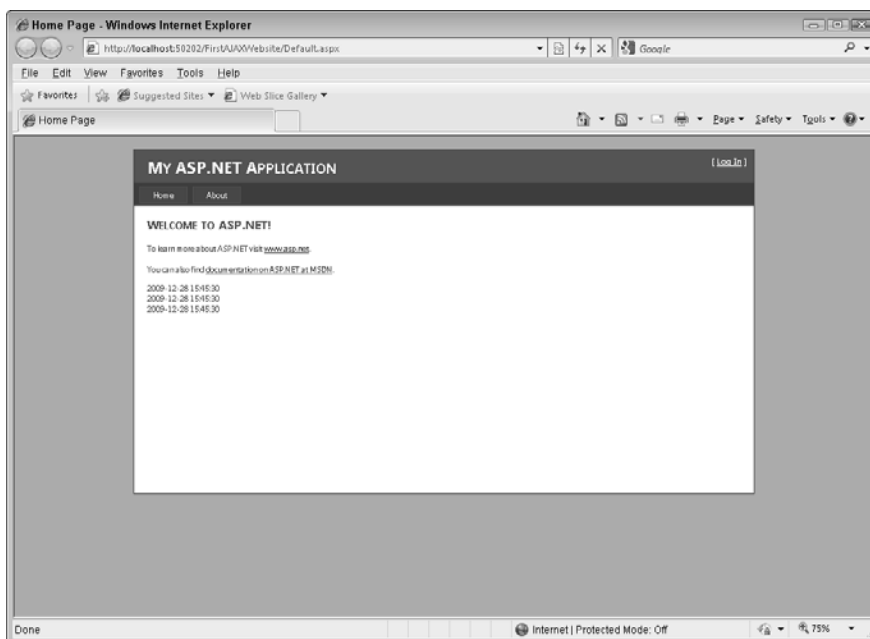 Home Page - Windows Internet Explorer
http://localhost:50202/FirstAJAXWebsite/Default.aspx
Google
File Edit View Favorites Tools Help
Favorites Suggested Sites Web Slice Gallery
Home Page Page Safety Tools
MY ASP.NET APPLICATION
[ Log In ]
Home About
WELCOME TO ASP.NET!
To learn more about ASP.NET visit www.asp.net.
You can also find documentation on ASP.NET at MSDN.
2009-12-28 15:45:30
2009-12-28 15:45:30
2009-12-28 15:45:30
Done Internet | Protected Mode: Off 75%